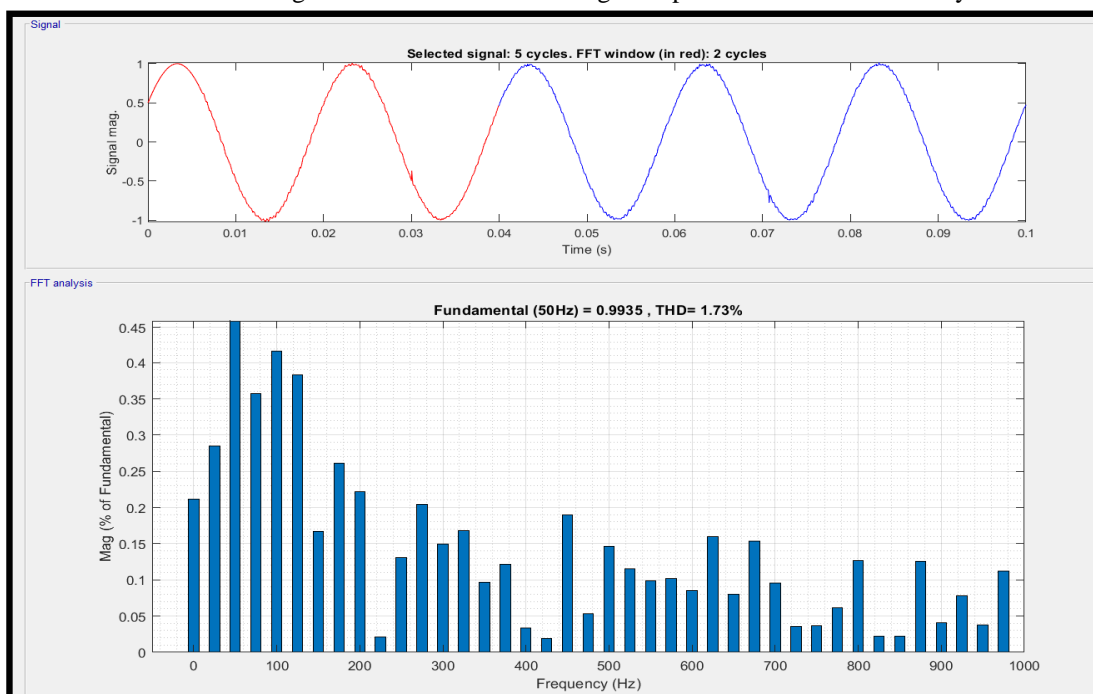 Signal
Selected signal: 5 cycles. FFT window (in red): 2 cycles
1
0.5
0
-0.5
-1
Signal mag.
0 0.01 0.02 0.03 0.04 0.05 0.06 0.07 0.08 0.09 0.1
Time (s)
FFT analysis
Fundamental (50Hz) = 0.9935 , THD= 1.73%
0.45
0.4
0.35
0.3
0.25
0.2
0.15
0.1
0.05
0
Mag (% of Fundamental)
0 100 200 300 400 500 600 700 800 900 1000
Frequency (Hz)